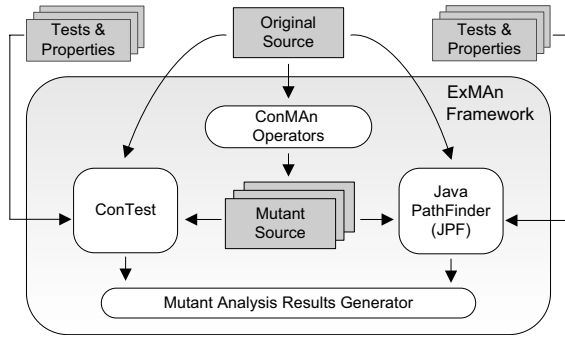 Tests &
Properties
Original
Source
Tests &
Properties
ExMAn
Framework
ConMAn
Operators
ConTest
Mutant
Source
Java
PathFinder
(JPF)
Mutant Analysis Results Generator